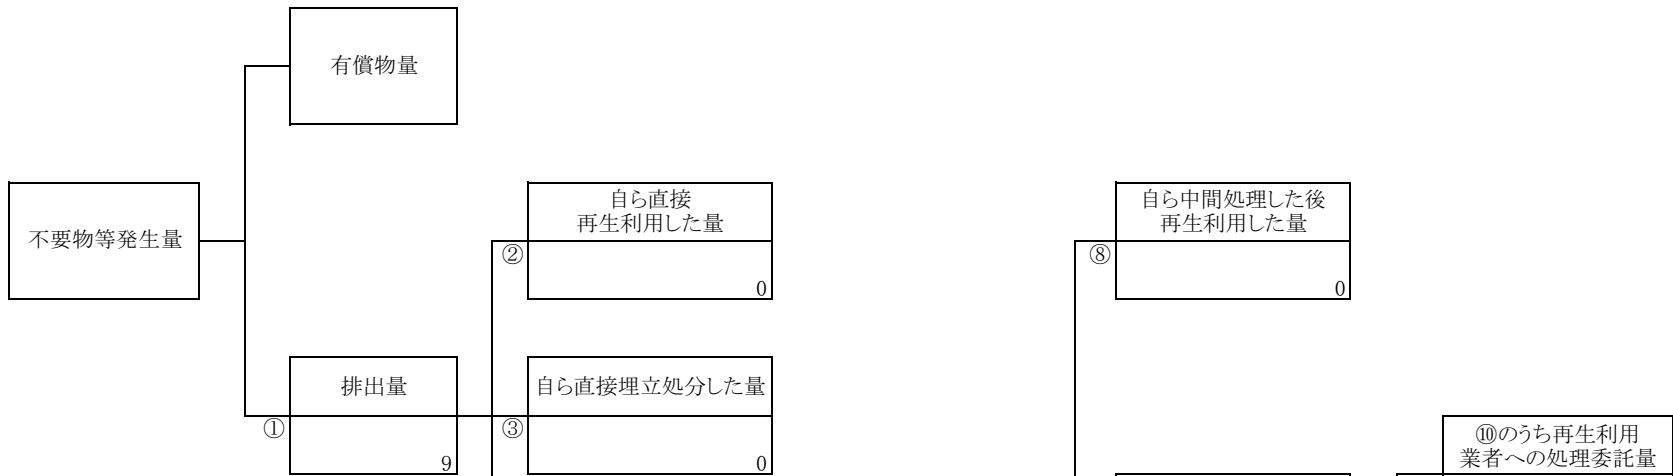 有償物量
不要物等発生量
自ら直接
再生利用した量
②
0
自ら中間処理した後
再生利用した量
⑧
0
排出量
①
9
自ら直接埋立処分した量
③
0
⑩のうち再生利用
業者への処理委託量